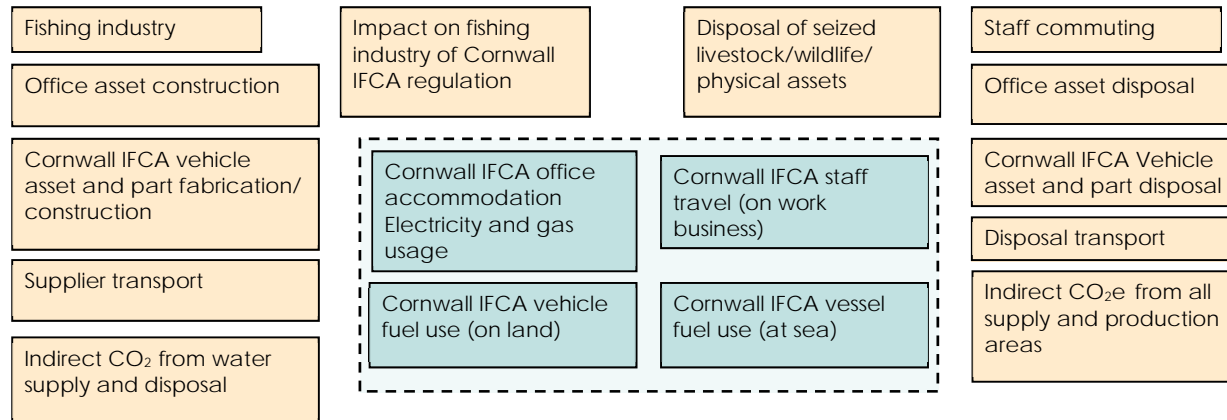 Fishing industry
Office asset construction
Cornwall IFCA vehicle
asset and part fabrication/
construction
Supplier transport
Indirect CO₂ from water
supply and disposal
Impact on fishing
industry of Cornwall
IFCA regulation
Disposal of seized
livestock/wildlife/
physical assets
Cornwall IFCA office
accommodation
Electricity and gas
usage
Cornwall IFCA staff
travel (on work
business)
Cornwall IFCA vehicle
fuel use (on land)
Cornwall IFCA vessel
fuel use (at sea)
Staff commuting
Office asset disposal
Cornwall IFCA Vehicle
asset and part disposal
Disposal transport
Indirect CO₂e from all
supply and production
areas